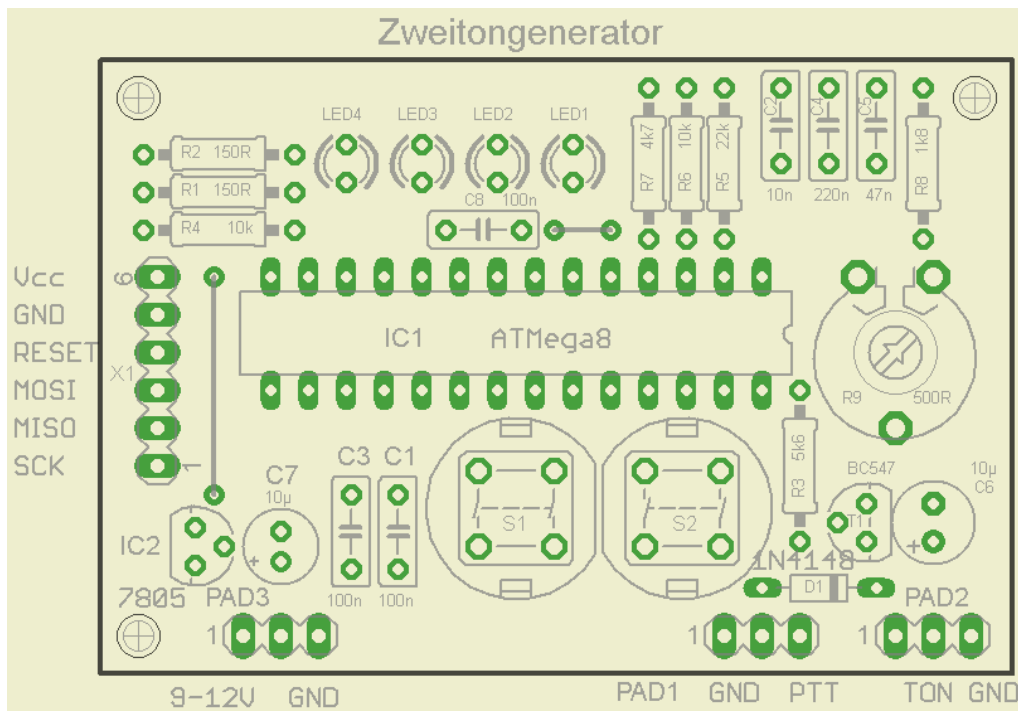 Zweitongenerator
LED4 LED3 LED2 LED1
R2 150R
R1 150R
R4 10k
C8 100n
R7 4k7
R6 10k
R5 22k
C2 10n
C4 220n
C5 47n
R8 1k8
Vcc 6
GND
RESET
X1
MOSI
MISO
SCK 1
IC1 ATMega8
R9 500R
C7 10µ
C3 100n
C1 100n
S1
S2
R3 5k6
BC547
T1
10µ
C6
+
+
IC2
7805
1N4148
D1
PAD3
1
PAD2
1
1
9-12V GND
PAD1 GND PTT
TON GND